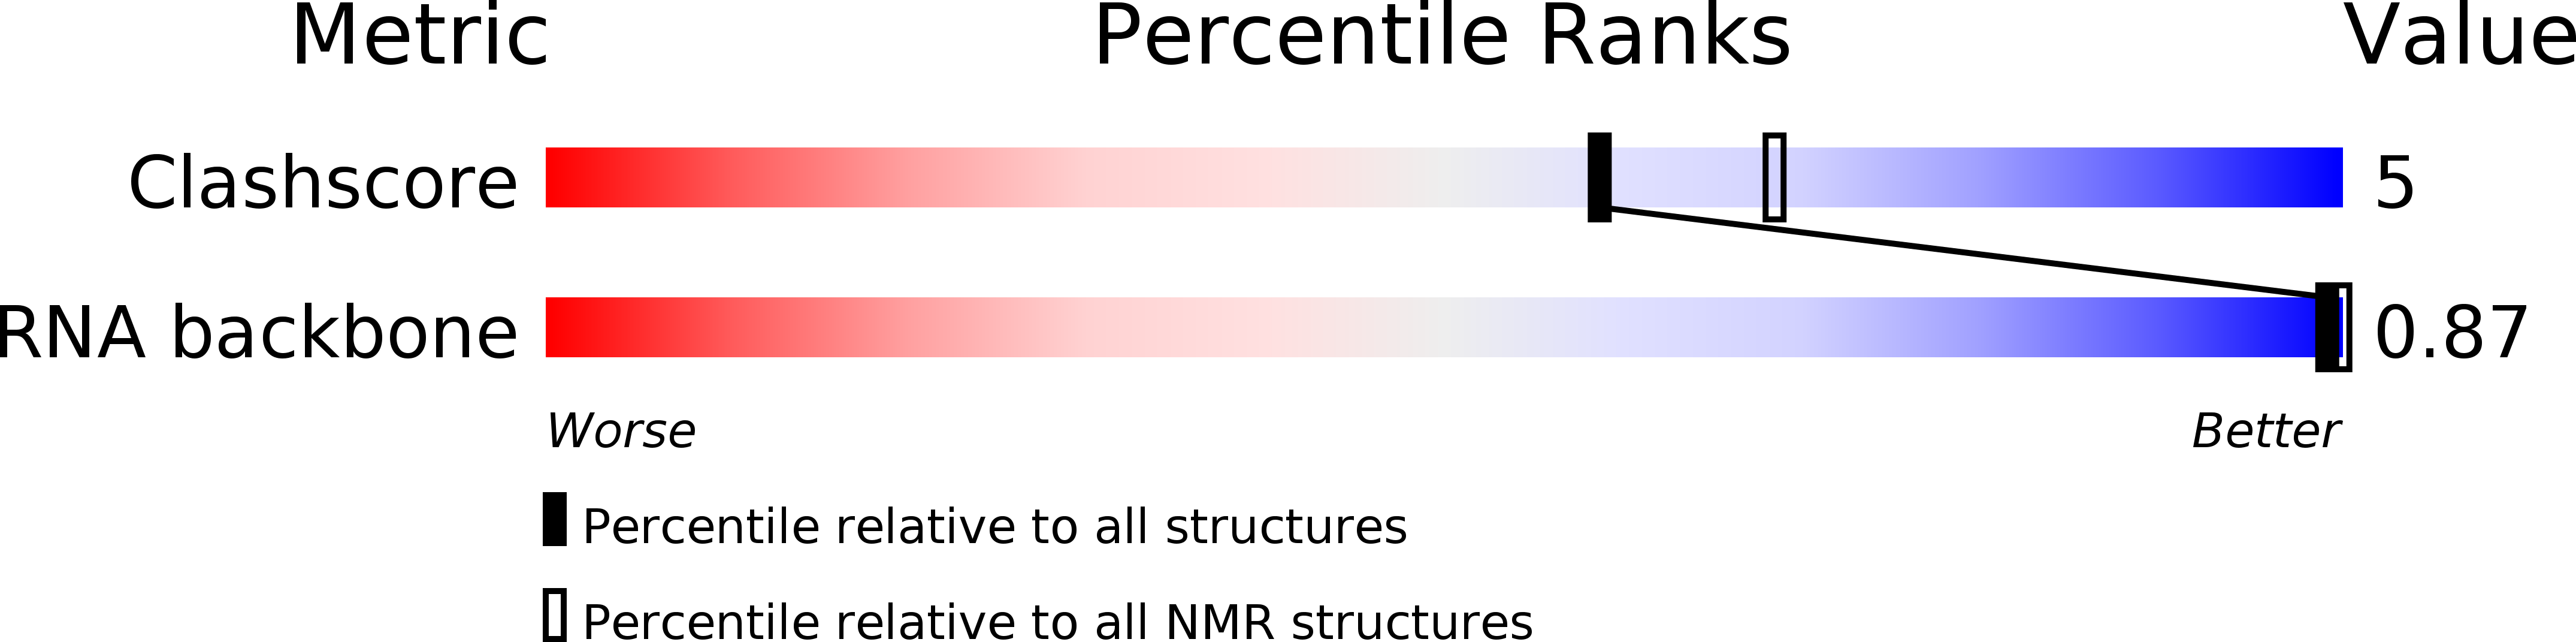 Metric Percentile Ranks Value
Clashscore 5
RNA backbone 0.87
Worse Better
Percentile relative to all structures
Percentile relative to all NMR structures